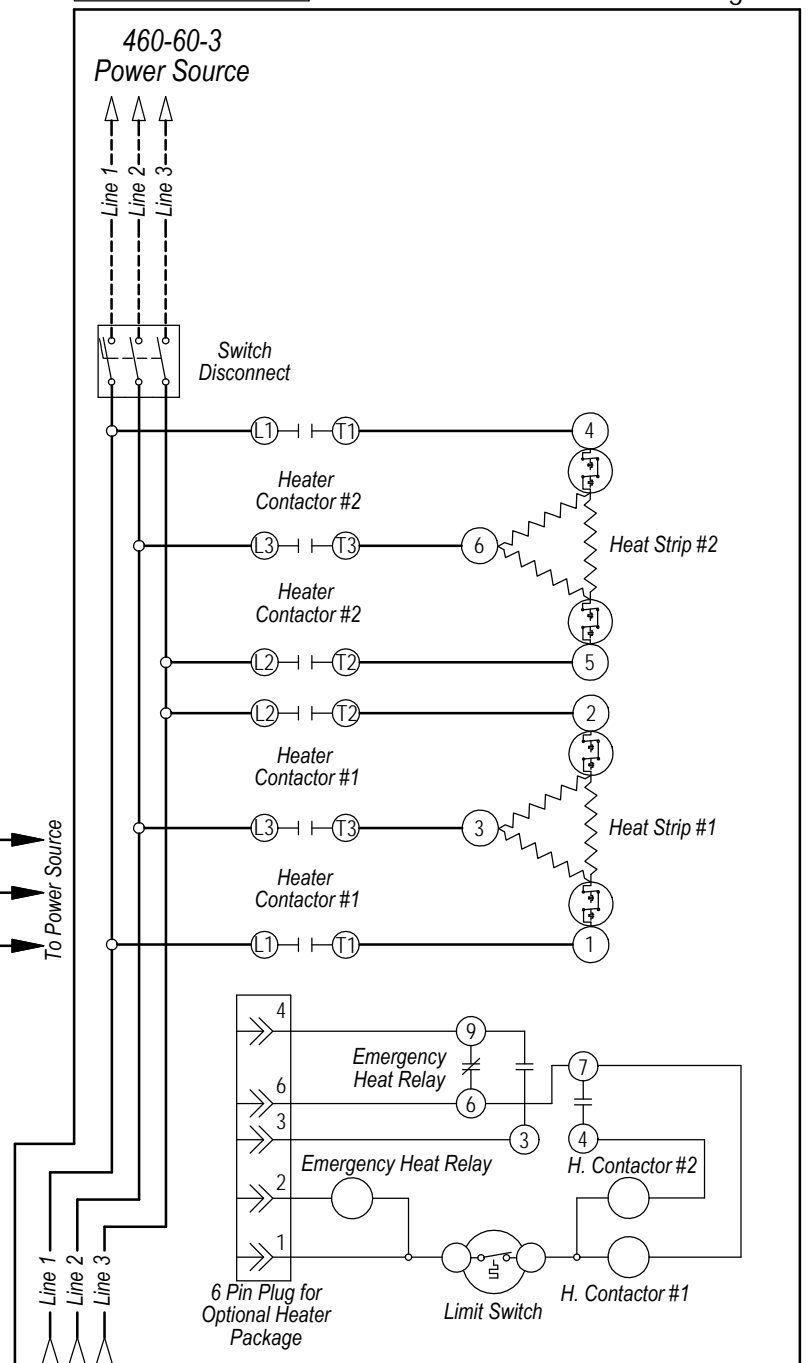 460-60-3
Power Source
Line 1
Line 2
Line 3
Switch
Disconnect
L1 T1 4
Heater
Contactor #2
L3 T3 6
Heat Strip #2
Heater
Contactor #2
L2 T2 5
L2 T2 2
Heater
Contactor #1
L3 T3 3
Heat Strip #1
Heater
Contactor #1
L1 T1 1
To Power Source
4
9
Emergency
Heat Relay
7
6
6
3
3
4
Emergency Heat Relay
H. Contactor #2
2
1
6 Pin Plug for
Optional Heater
Package
Limit Switch
H. Contactor #1
Line 1
Line 2
Line 3